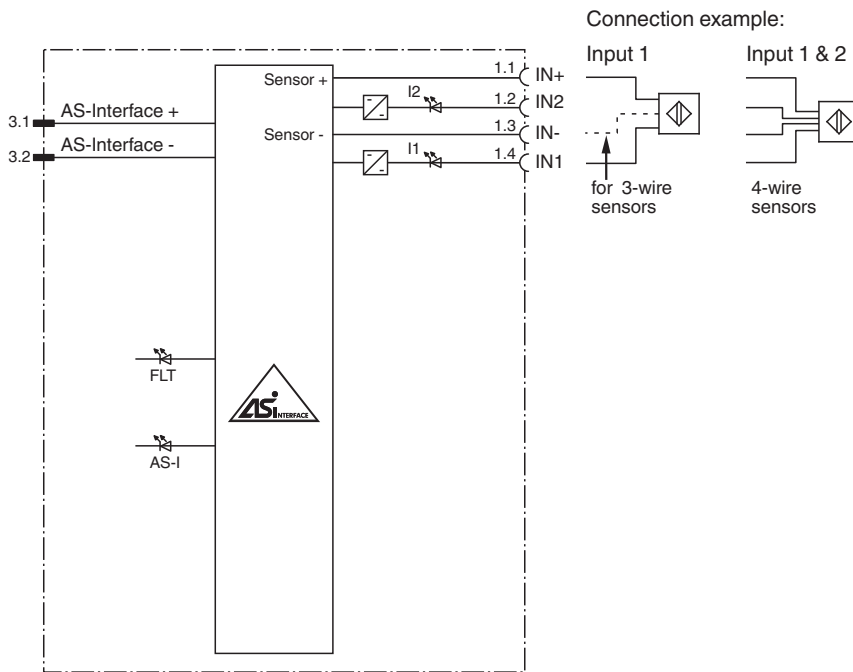 Connection example:
Input 1
Input 1 & 2
Sensor +
1.1
IN+
I2
1.2
IN2
3.1
AS-Interface +
Sensor -
1.3
IN-
3.2
AS-Interface -
I1
1.4
IN1
for 3-wire
sensors
4-wire
sensors
FLT
ASi
INTERFACE
AS-I